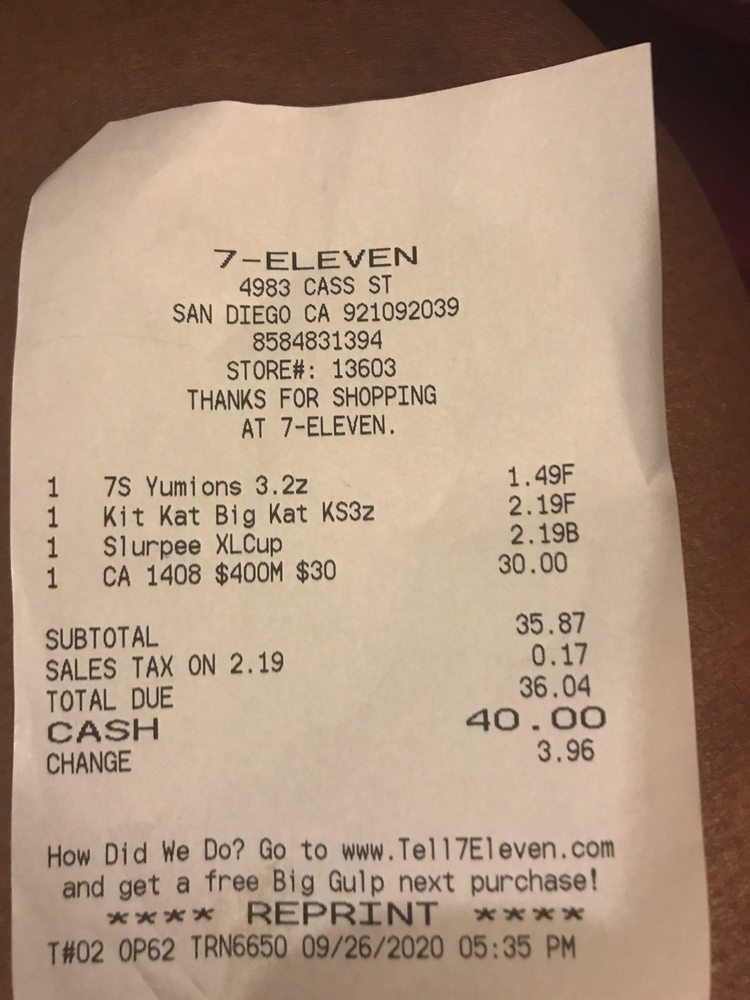 7-ELEVEN
4983 CASS ST
SAN DIEGO CA 921092039
8584831394
STORE#: 13603
THANKS FOR SHOPPING
AT 7-ELEVEN.
1 7S Yumions 3.2z 1.49F
1 Kit Kat Big Kat KS3z 2.19F
1 Slurpee XLCup 2.19B
1 CA 1408 $400M $30 30.00
SUBTOTAL 35.87
SALES TAX ON 2.19 0.17
TOTAL DUE 36.04
CASH 40.00
CHANGE 3.96
How Did We Do? Go to www.Tell7Eleven.com
and get a free Big Gulp next purchase!
**** REPRINT ****
T#02 OP62 TRN6650 09/26/2020 05:35 PM